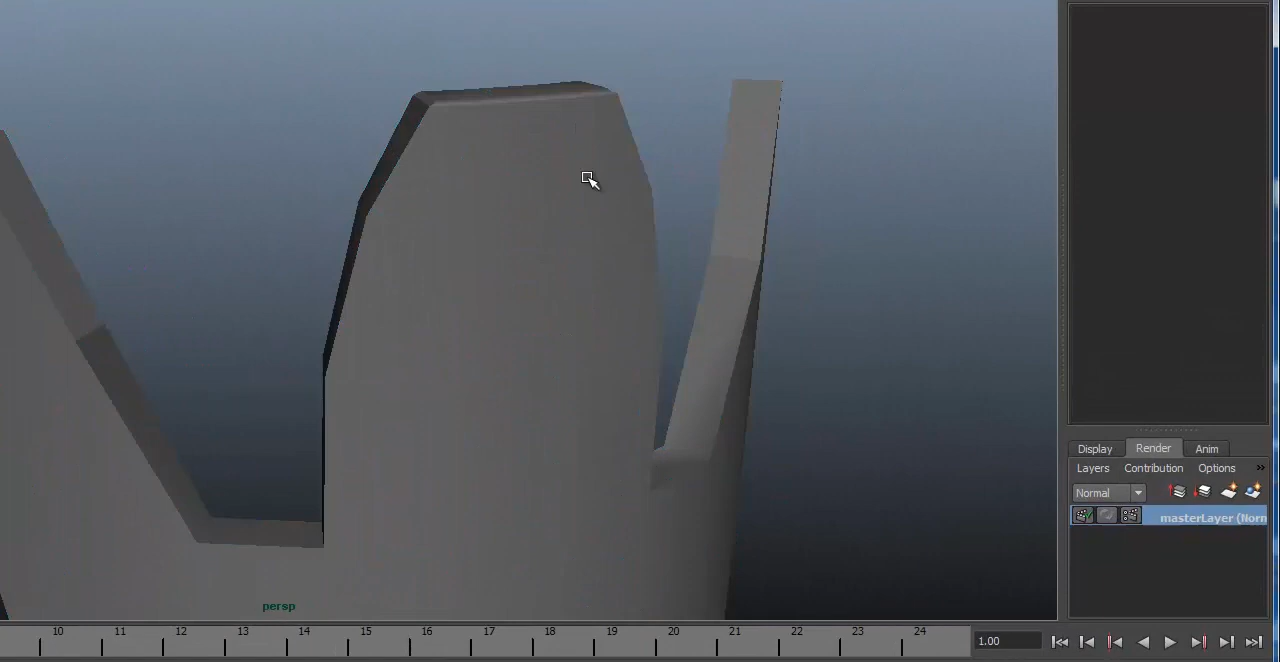 Display Render Anim
Layers Contribution Options »
Normal
masterLayer (Norn
persp
10 11 12 13 14 15 16 17 18 19 20 21 22 23 24
1.00